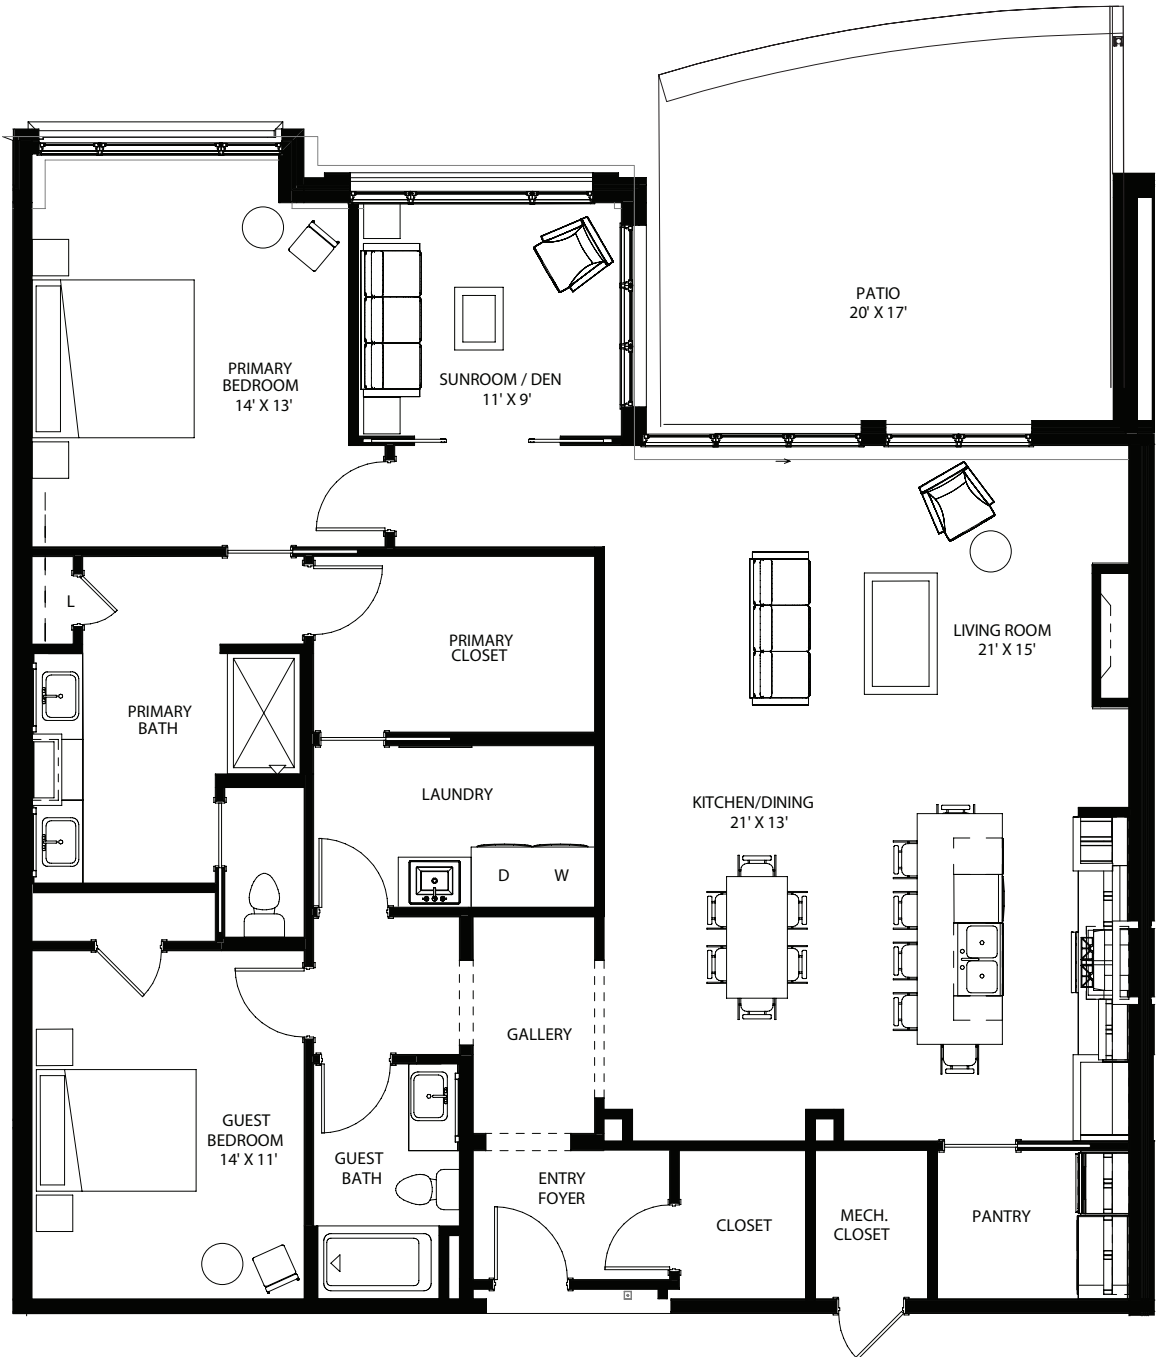 PATIO
20' X 17'
PRIMARY
BEDROOM
14' X 13'
SUNROOM / DEN
11' X 9'
L
PRIMARY
CLOSET
LIVING ROOM
21' X 15'
PRIMARY
BATH
LAUNDRY
KITCHEN/DINING
21' X 13'
D
W
GALLERY
GUEST
BEDROOM
14' X 11'
GUEST
BATH
ENTRY
FOYER
CLOSET
MECH.
CLOSET
PANTRY